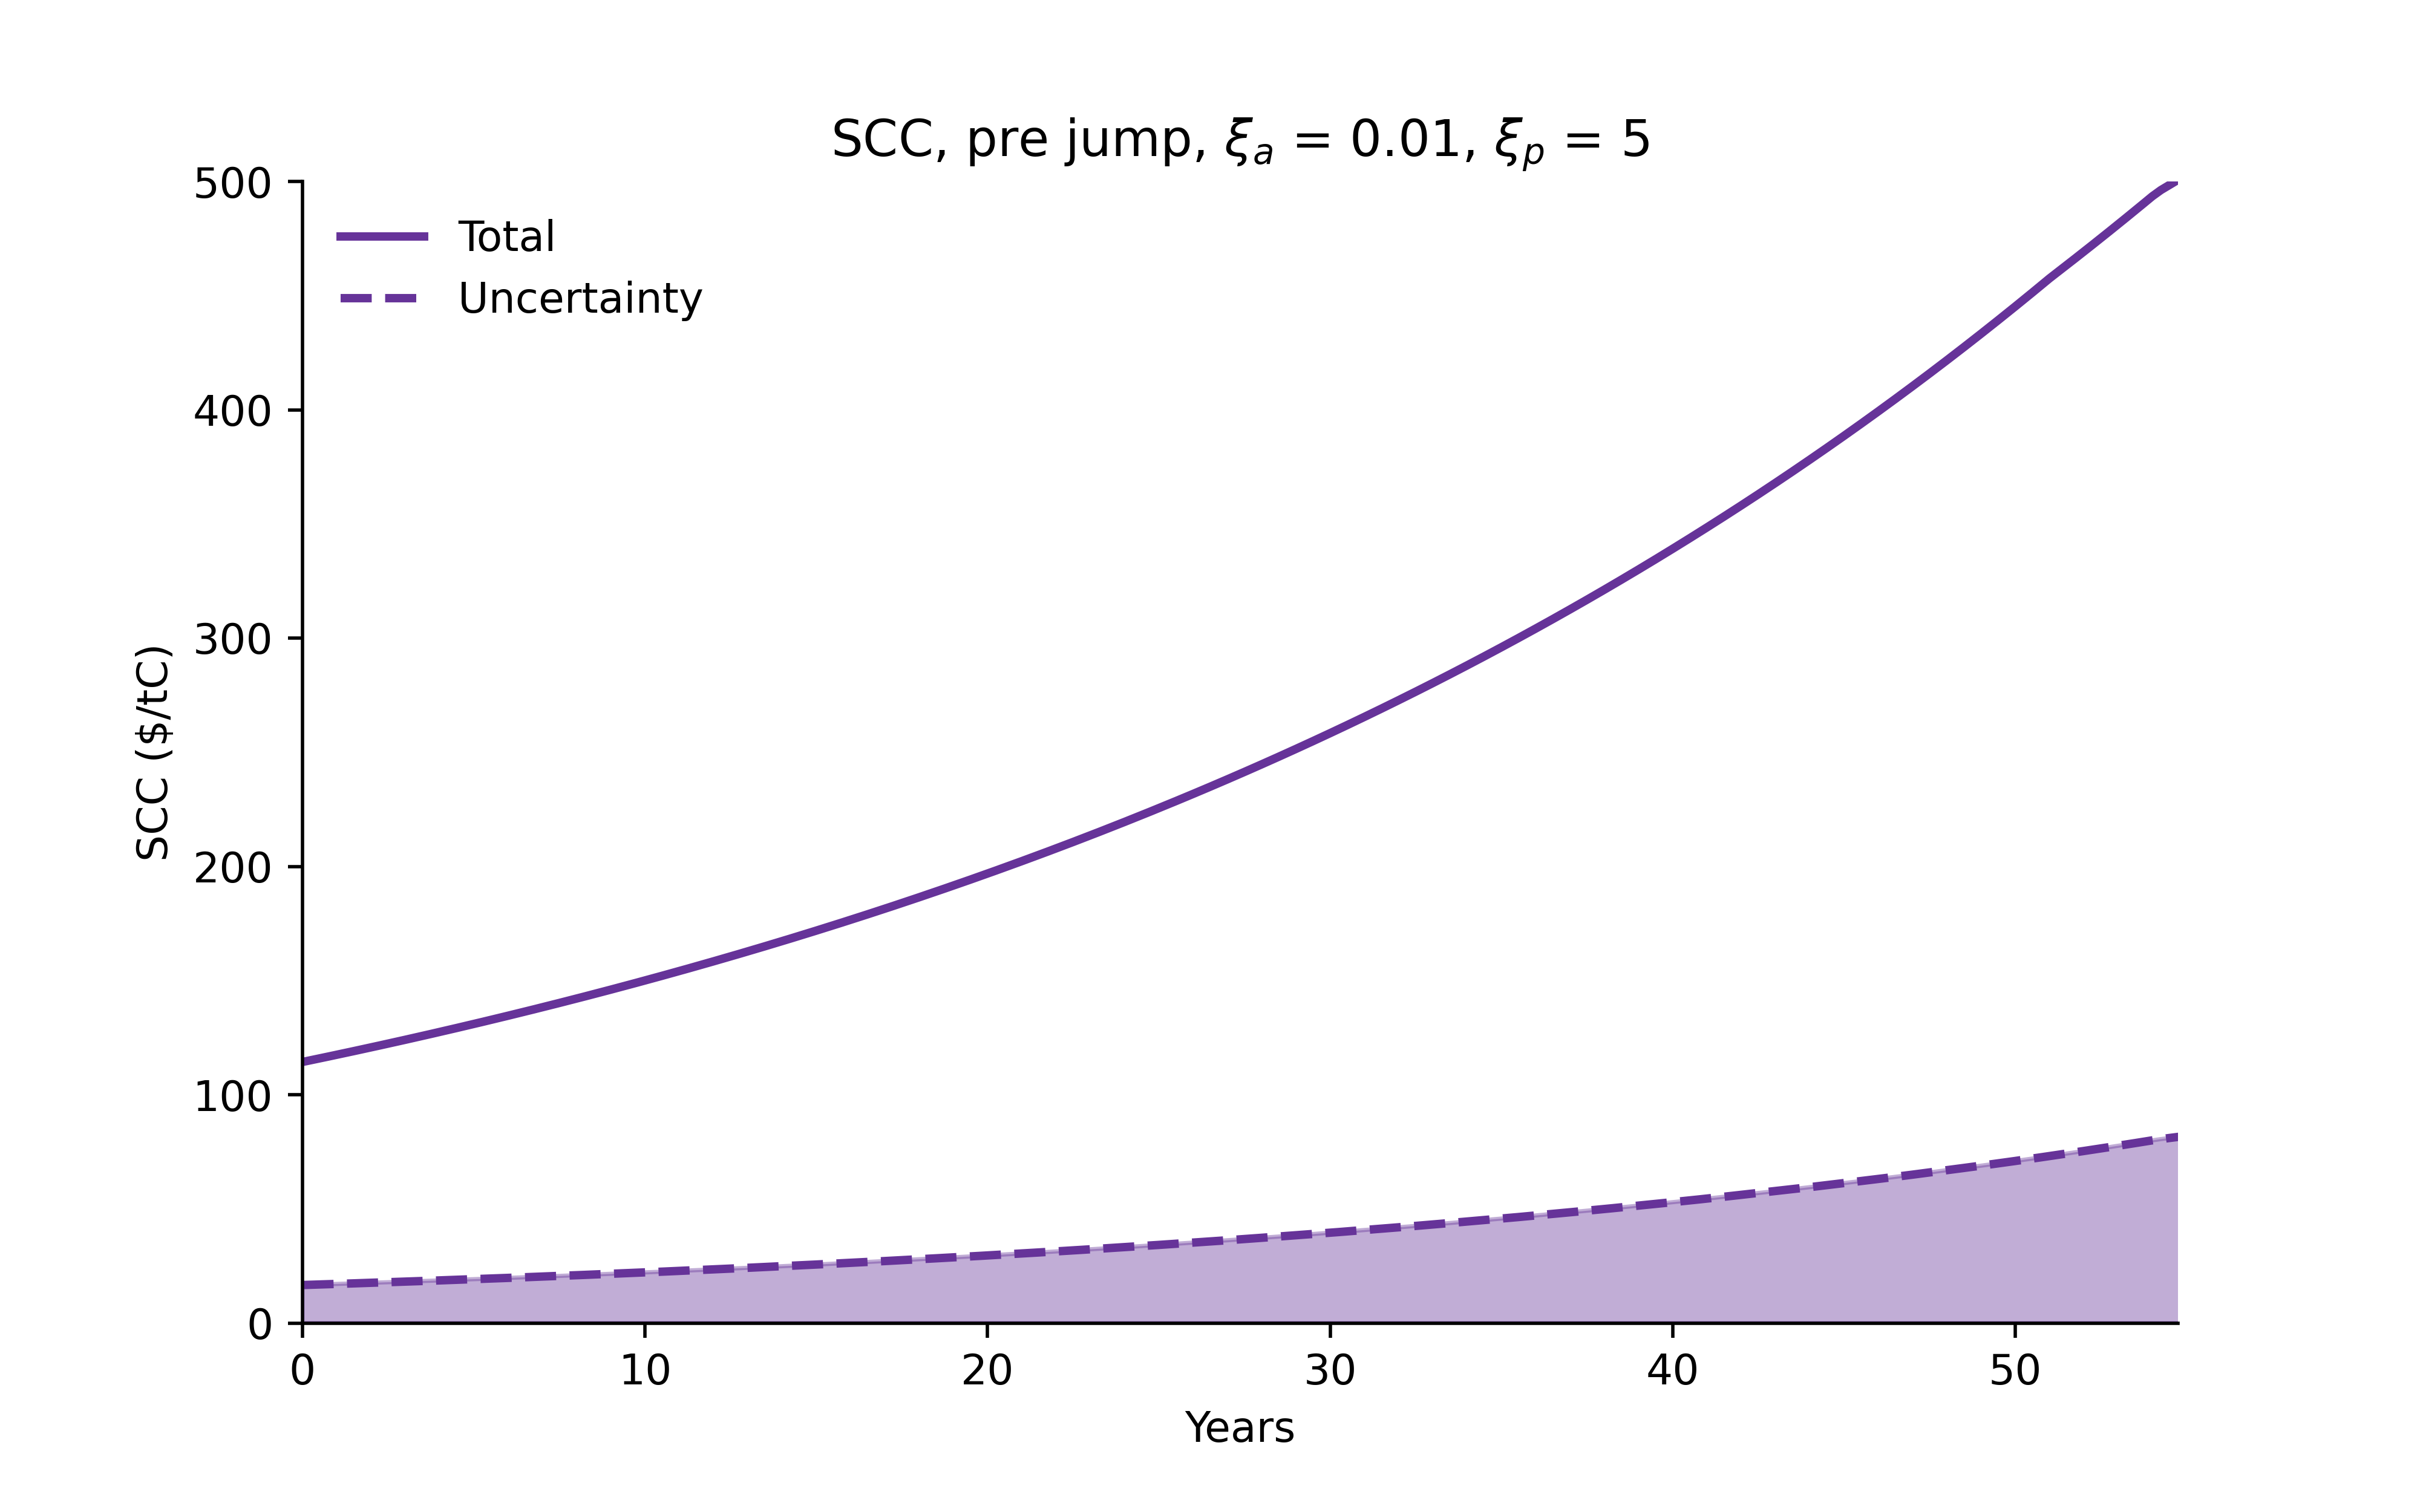 SCC, pre jump, ξₐ = 0.01, ξₚ = 5
500
400
300
200
100
0
SCC ($/tC)
Total
Uncertainty
0 10 20 30 40 50
Years